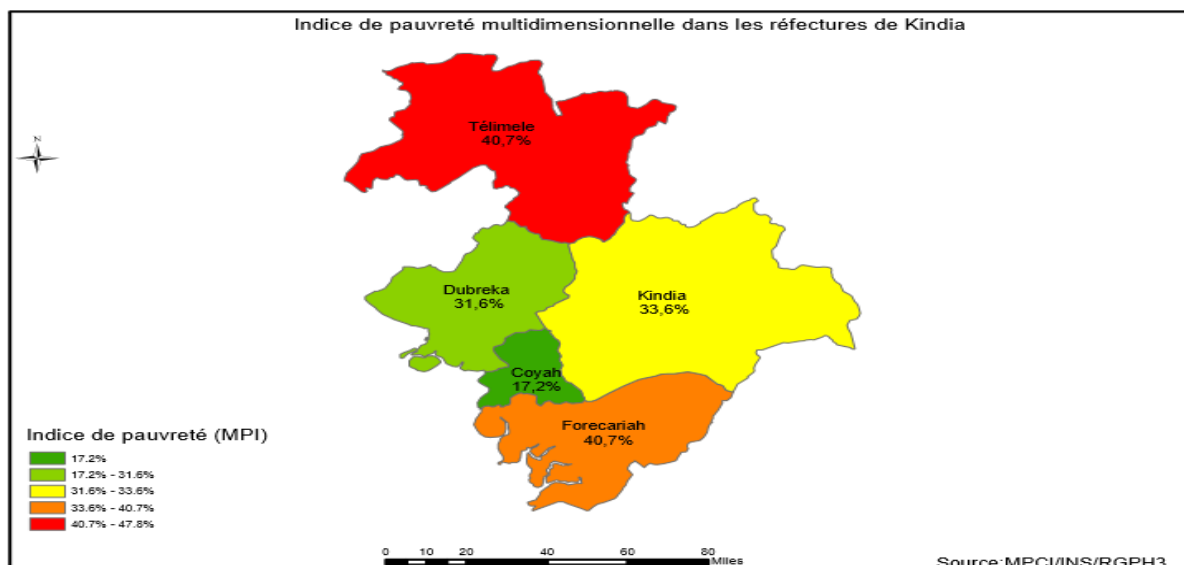 Indice de pauvreté multidimensionnelle dans les réfectures de Kindia
N
Télimele
40,7%
Dubreka
31,6%
Kindia
33,6%
Coyah
17,2%
Forecariah
40,7%
Indice de pauvreté (MPI)
17.2%
17.2% - 31.6%
31.6% - 33.6%
33.6% - 40.7%
40.7% - 47.8%
0 10 20 40 60 80
Miles
Source:MPCI/INS/RGPH3